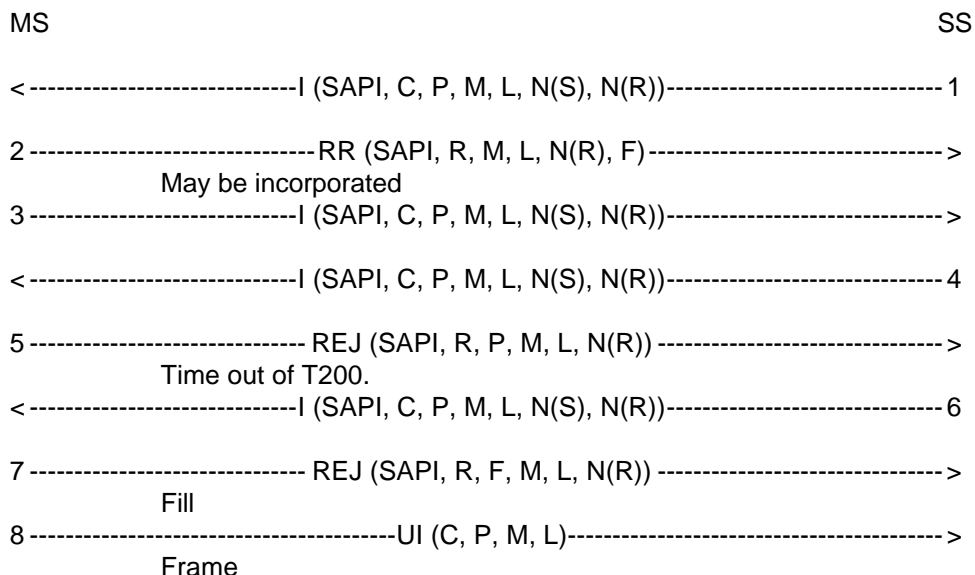 MS SS
< ------------------------------I (SAPI, C, P, M, L, N(S), N(R))------------------------------- 1
2 --------------------------------RR (SAPI, R, M, L, N(R), F)--------------------------------- >
May be incorporated
3 ------------------------------I (SAPI, C, P, M, L, N(S), N(R))------------------------------- >
< ------------------------------I (SAPI, C, P, M, L, N(S), N(R))------------------------------- 4
5 ------------------------------- REJ (SAPI, R, P, M, L, N(R)) -------------------------------- >
Time out of T200.
< ------------------------------I (SAPI, C, P, M, L, N(S), N(R))------------------------------- 6
7 ------------------------------- REJ (SAPI, R, F, M, L, N(R)) -------------------------------- >
Fill
8 -----------------------------------------UI (C, P, M, L)------------------------------------------ >
Frame